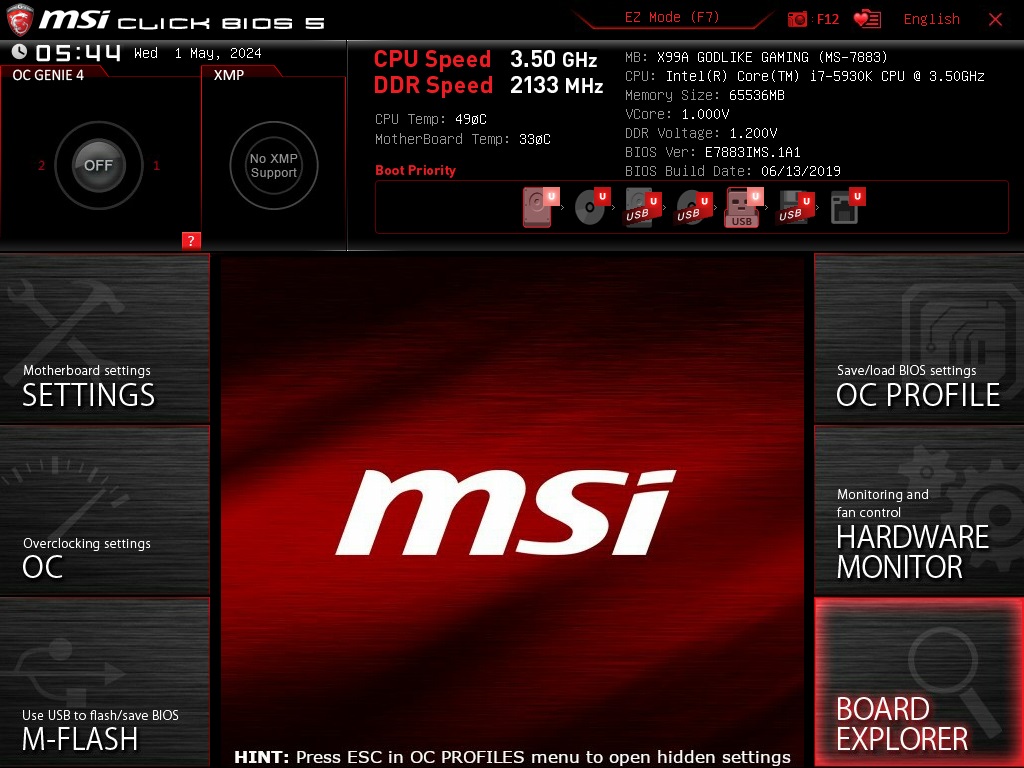 msi CLICK BIOS 5
EZ Mode (F7)
: F12
English
05:44 Wed 1 May, 2024
OC GENIE 4
XMP
2
OFF
1
No XMP
Support
?
CPU Speed 3.50 GHz
DDR Speed 2133 MHz
CPU Temp: 49øC
MotherBoard Temp: 33øC
MB: X99A GODLIKE GAMING (MS-7883)
CPU: Intel(R) Core(TM) i7-5930K CPU @ 3.50GHz
Memory Size: 65536MB
VCore: 1.000V
DDR Voltage: 1.200V
BIOS Ver: E7883IMS.1A1
BIOS Build Date: 06/13/2019
Boot Priority
U U U U U U U
USB USB USB USB
Motherboard settings
SETTINGS
Overclocking settings
OC
Use USB to flash/save BIOS
M-FLASH
msi
HINT: Press ESC in OC PROFILES menu to open hidden settings
Save/load BIOS settings
OC PROFILE
Monitoring and
fan control
HARDWARE
MONITOR
BOARD
EXPLORER